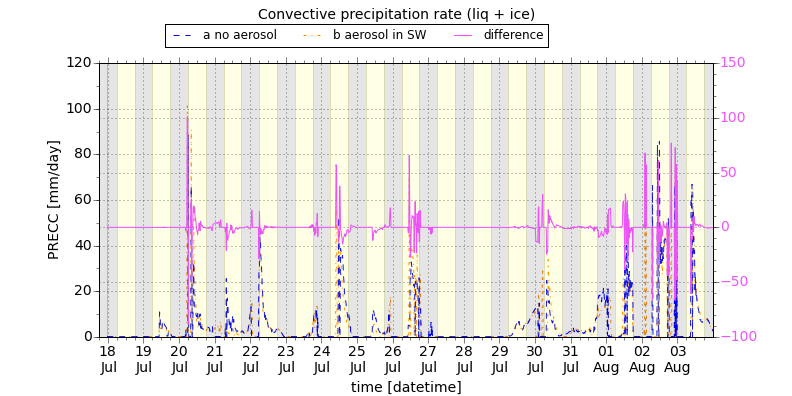 Convective precipitation rate (liq + ice)
a no aerosol b aerosol in SW difference
120 150
100 100
80 50
60 0
40 −50
20 −100
0
PRECC [mm/day]
18 19 20 21 22 23 24 25 26 27 28 29 30 31 01 02 03
Jul Jul Jul Jul Jul Jul Jul Jul Jul Jul Jul Jul Jul Jul Aug Aug Aug
time [datetime]